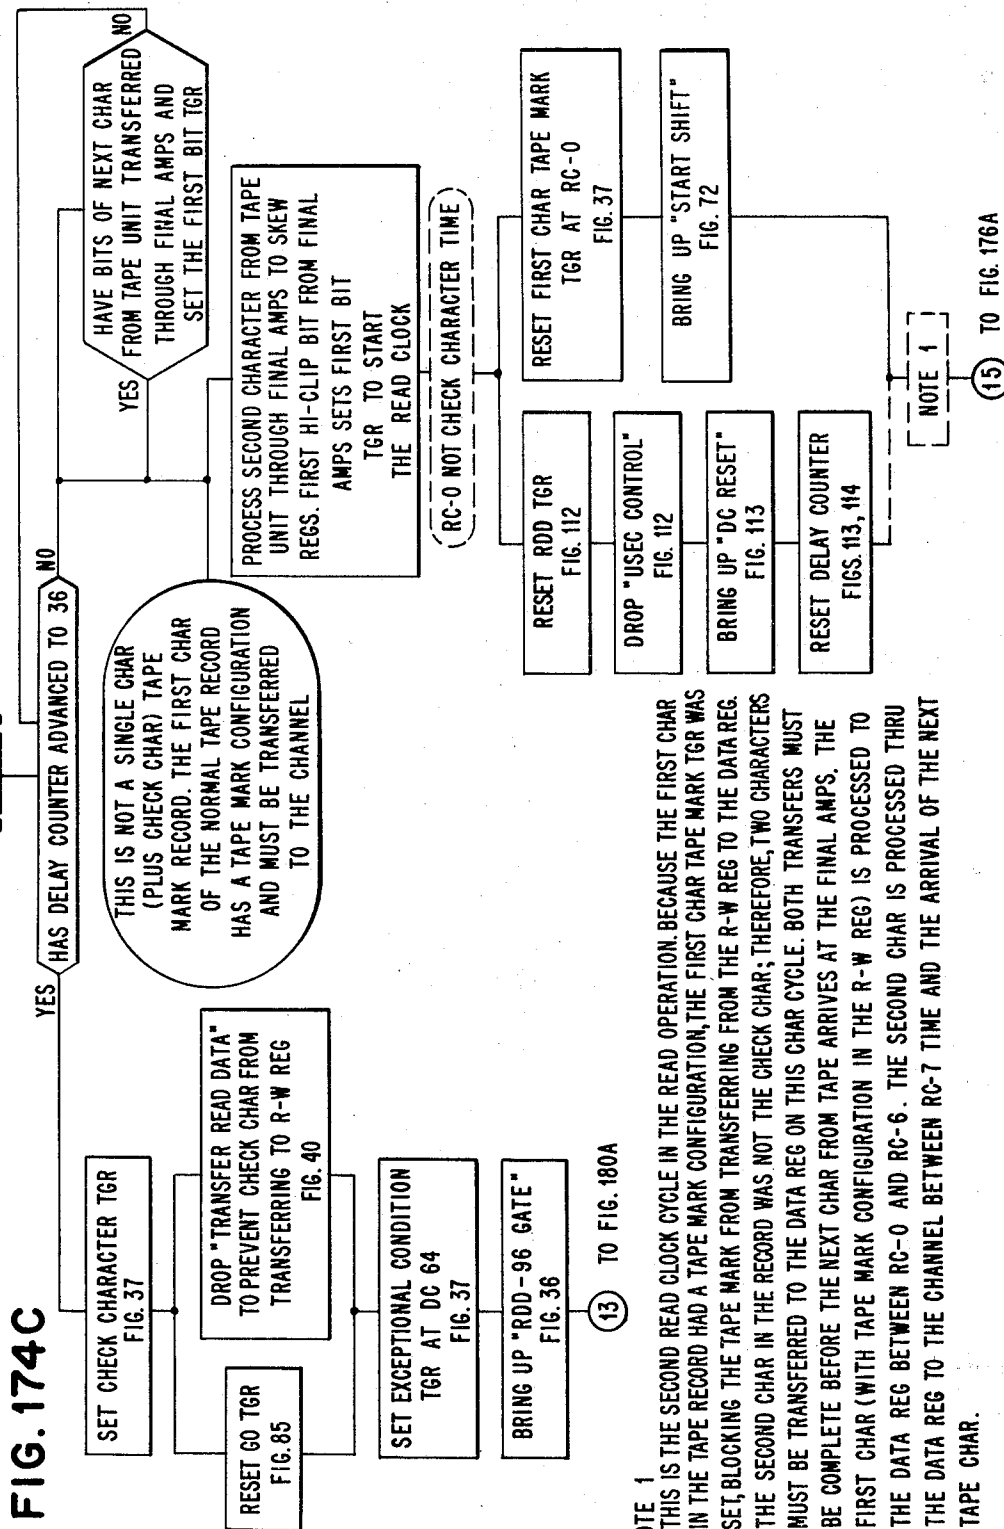 FIG. 174C
YES
HAS DELAY COUNTER ADVANCED TO 36
NO
HAVE BITS OF NEXT CHAR
FROM TAPE UNIT TRANSFERRED
THROUGH FINAL AMPS AND
SET THE FIRST BIT TGR
NO
YES
SET CHECK CHARACTER TGR
FIG. 37
RESET GO TGR
FIG. 85
DROP "TRANSFER READ DATA"
TO PREVENT CHECK CHAR FROM
TRANSFERRING TO R-W REG
FIG. 40
SET EXCEPTIONAL CONDITION
TGR AT DC 64
FIG. 37
BRING UP "RDD-96 GATE"
FIG. 36
13 TO FIG. 180A
THIS IS NOT A SINGLE CHAR
(PLUS CHECK CHAR) TAPE
MARK RECORD. THE FIRST CHAR
OF THE NORMAL TAPE RECORD
HAS A TAPE MARK CONFIGURATION
AND MUST BE TRANSFERRED
TO THE CHANNEL
PROCESS SECOND CHARACTER FROM TAPE
UNIT THROUGH FINAL AMPS TO SKEW
REGS. FIRST HI-CLIP BIT FROM FINAL
AMPS SETS FIRST BIT
TGR TO START
THE READ CLOCK
RC-0 NOT CHECK CHARACTER TIME
RESET RDD TGR
FIG. 112
DROP "USEC CONTROL"
FIG. 112
BRING UP "DC RESET"
FIG. 113
RESET DELAY COUNTER
FIGS. 113, 114
RESET FIRST CHAR TAPE MARK
TGR AT RC-0
FIG. 37
BRING UP "START SHIFT"
FIG. 72
NOTE 1
15 TO FIG. 176A
OTE 1
THIS IS THE SECOND READ CLOCK CYCLE IN THE READ OPERATION. BECAUSE THE FIRST CHAR
IN THE TAPE RECORD HAD A TAPE MARK CONFIGURATION, THE FIRST CHAR TAPE MARK TGR WAS
SET, BLOCKING THE TAPE MARK FROM TRANSFERRING FROM THE R-W REG TO THE DATA REG.
THE SECOND CHAR IN THE RECORD WAS NOT THE CHECK CHAR; THEREFORE, TWO CHARACTERS
MUST BE TRANSFERRED TO THE DATA REG ON THIS CHAR CYCLE. BOTH TRANSFERS MUST
BE COMPLETE BEFORE THE NEXT CHAR FROM TAPE ARRIVES AT THE FINAL AMPS. THE
FIRST CHAR (WITH TAPE MARK CONFIGURATION IN THE R-W REG) IS PROCESSED TO
THE DATA REG BETWEEN RC-0 AND RC-6. THE SECOND CHAR IS PROCESSED THRU
THE DATA REG TO THE CHANNEL BETWEEN RC-7 TIME AND THE ARRIVAL OF THE NEXT
TAPE CHAR.